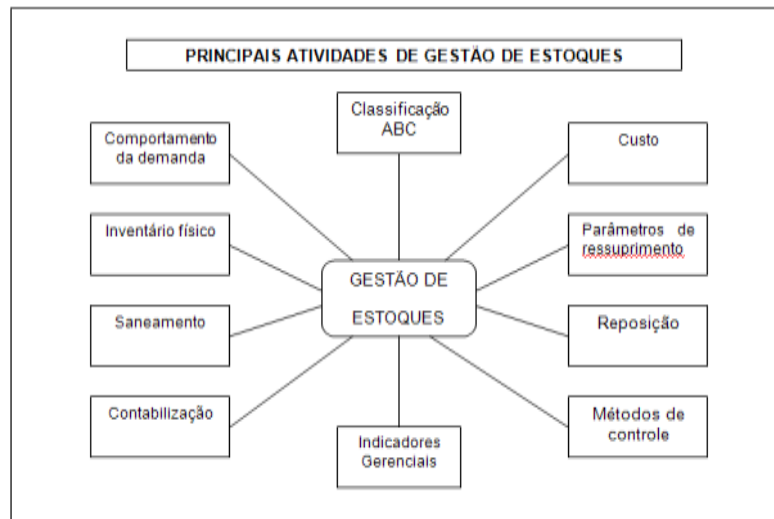 PRINCIPAIS ATIVIDADES DE GESTÃO DE ESTOQUES
Classificação
ABC
Comportamento
da demanda
Custo
Inventário físico
Parâmetros de
ressuprimento
GESTÃO DE
ESTOQUES
Saneamento
Reposição
Contabilização
Métodos de
controle
Indicadores
Gerenciais